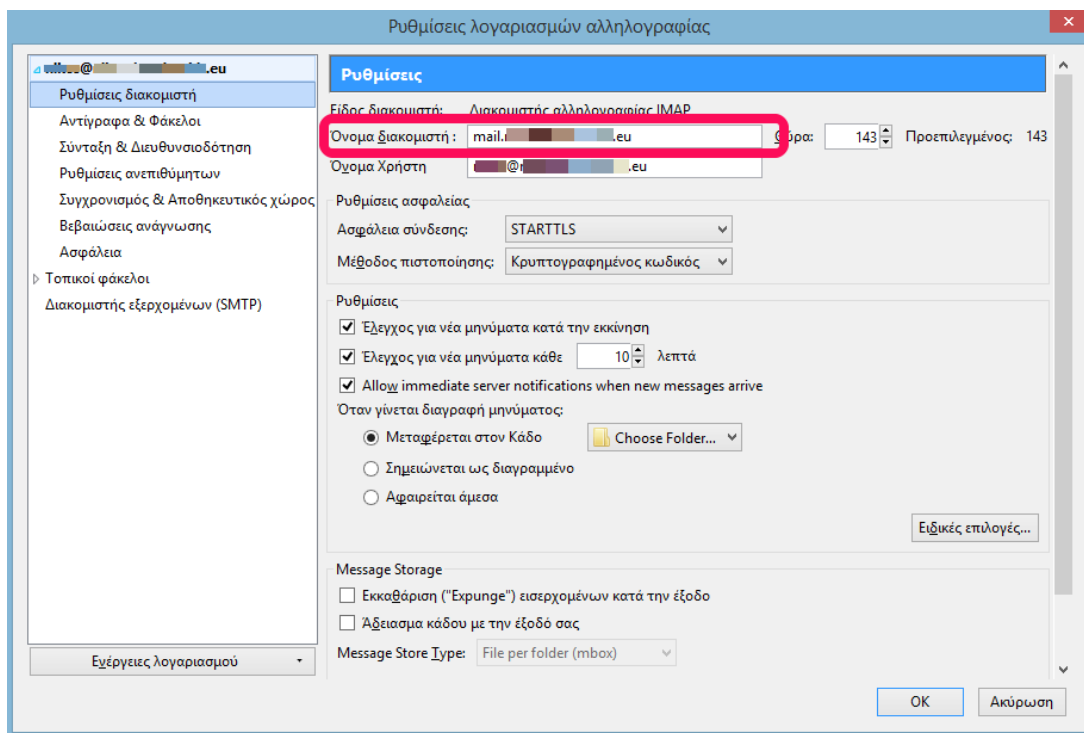 Ρυθμίσεις λογαριασμών αλληλογραφίας
@ .eu
Ρυθμίσεις διακομιστή
Αντίγραφα & Φάκελοι
Σύνταξη & Διευθυνσιοδότηση
Ρυθμίσεις ανεπιθύμητων
Συγχρονισμός & Αποθηκευτικός χώρος
Βεβαιώσεις ανάγνωσης
Ασφάλεια
Τοπικοί φάκελοι
Διακομιστής εξερχομένων (SMTP)
Ενέργειες λογαριασμού
Ρυθμίσεις
Είδος διακομιστή: Διακομιστής αλληλογραφίας IMAP
Όνομα διακομιστή : mail. .eu Θύρα: 143 Προεπιλεγμένος: 143
Όνομα Χρήστη @ .eu
Ρυθμίσεις ασφαλείας
Ασφάλεια σύνδεσης: STARTTLS
Μέθοδος πιστοποίησης: Κρυπτογραφημένος κωδικός
Ρυθμίσεις
Έλεγχος για νέα μηνύματα κατά την εκκίνηση
Έλεγχος για νέα μηνύματα κάθε 10 λεπτά
Allow immediate server notifications when new messages arrive
Όταν γίνεται διαγραφή μηνύματος:
Μεταφέρεται στον Κάδο Choose Folder...
Σημειώνεται ως διαγραμμένο
Αφαιρείται άμεσα
Ειδικές επιλογές...
Message Storage
Εκκαθάριση ("Expunge") εισερχομένων κατά την έξοδο
Άδειασμα κάδου με την έξοδό σας
Message Store Type: File per folder (mbox)
OK Ακύρωση